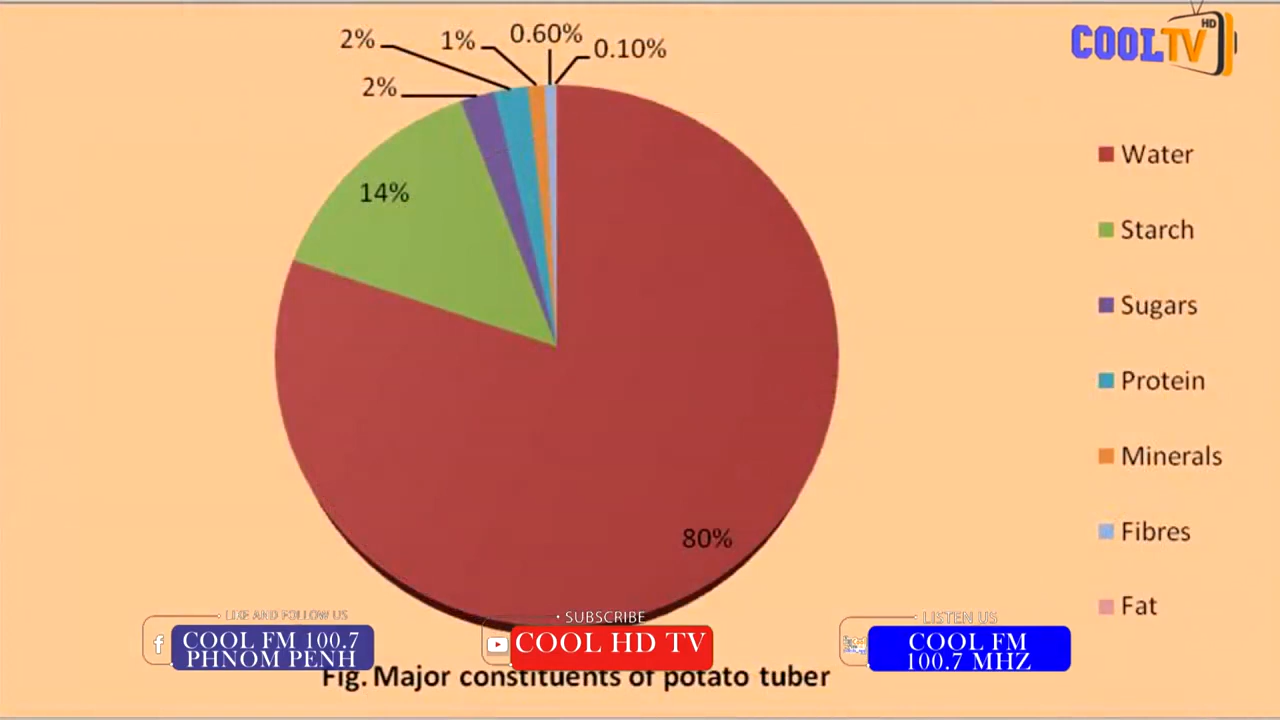 2%
1%
0.60%
0.10%
2%
14%
80%
COOLTV
HD
Water
Starch
Sugars
Protein
Minerals
Fibres
Fat
LIKE AND FOLLOW US
COOL FM 100.7
PHNOM PENH
SUBSCRIBE
COOL HD TV
LISTEN US
COOL FM
100.7 MHZ
Fig. Major constituents of potato tuber